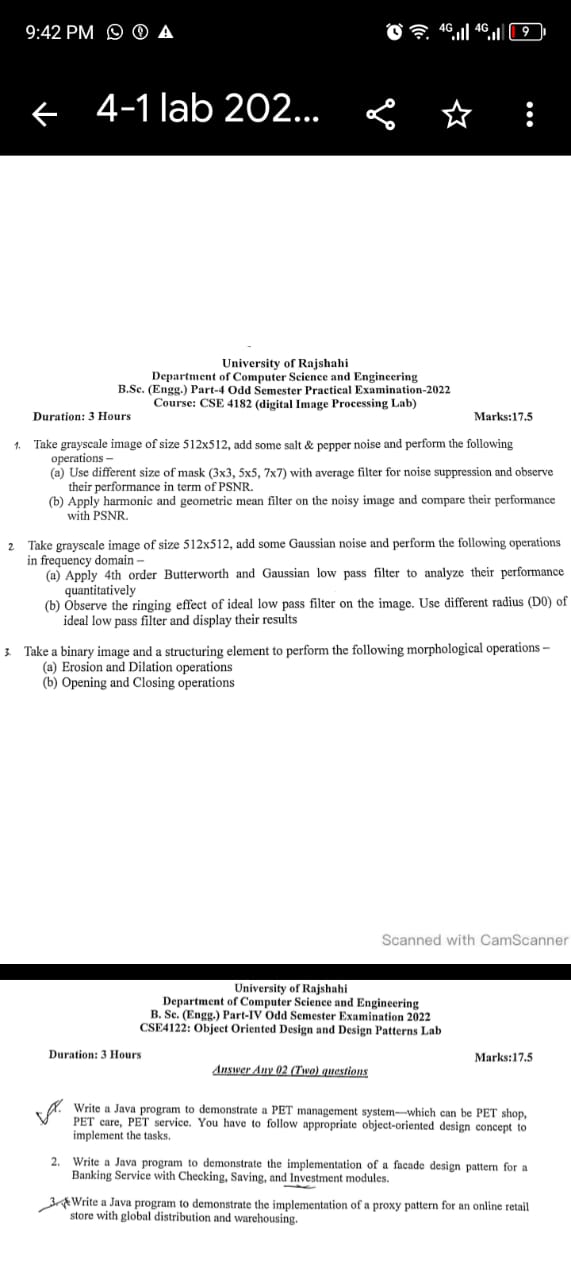 9:42 PM
4G 4G 9
4-1 lab 202...
University of Rajshahi
Department of Computer Science and Engineering
B.Sc. (Engg.) Part-4 Odd Semester Practical Examination-2022
Course: CSE 4182 (digital Image Processing Lab)
Duration: 3 Hours Marks:17.5
1. Take grayscale image of size 512x512, add some salt & pepper noise and perform the following
operations –
(a) Use different size of mask (3x3, 5x5, 7x7) with average filter for noise suppression and observe
their performance in term of PSNR.
(b) Apply harmonic and geometric mean filter on the noisy image and compare their performance
with PSNR.
2. Take grayscale image of size 512x512, add some Gaussian noise and perform the following operations
in frequency domain –
(a) Apply 4th order Butterworth and Gaussian low pass filter to analyze their performance
quantitatively
(b) Observe the ringing effect of ideal low pass filter on the image. Use different radius (D0) of
ideal low pass filter and display their results
3. Take a binary image and a structuring element to perform the following morphological operations –
(a) Erosion and Dilation operations
(b) Opening and Closing operations
Scanned with CamScanner
University of Rajshahi
Department of Computer Science and Engineering
B. Sc. (Engg.) Part-IV Odd Semester Examination 2022
CSE4122: Object Oriented Design and Design Patterns Lab
Duration: 3 Hours Marks:17.5
Answer Any 02 (Two) questions
Write a Java program to demonstrate a PET management system---which can be PET shop,
PET care, PET service. You have to follow appropriate object-oriented design concept to
implement the tasks.
2. Write a Java program to demonstrate the implementation of a facade design pattern for a
Banking Service with Checking, Saving, and Investment modules.
3. Write a Java program to demonstrate the implementation of a proxy pattern for an online retail
store with global distribution and warehousing.